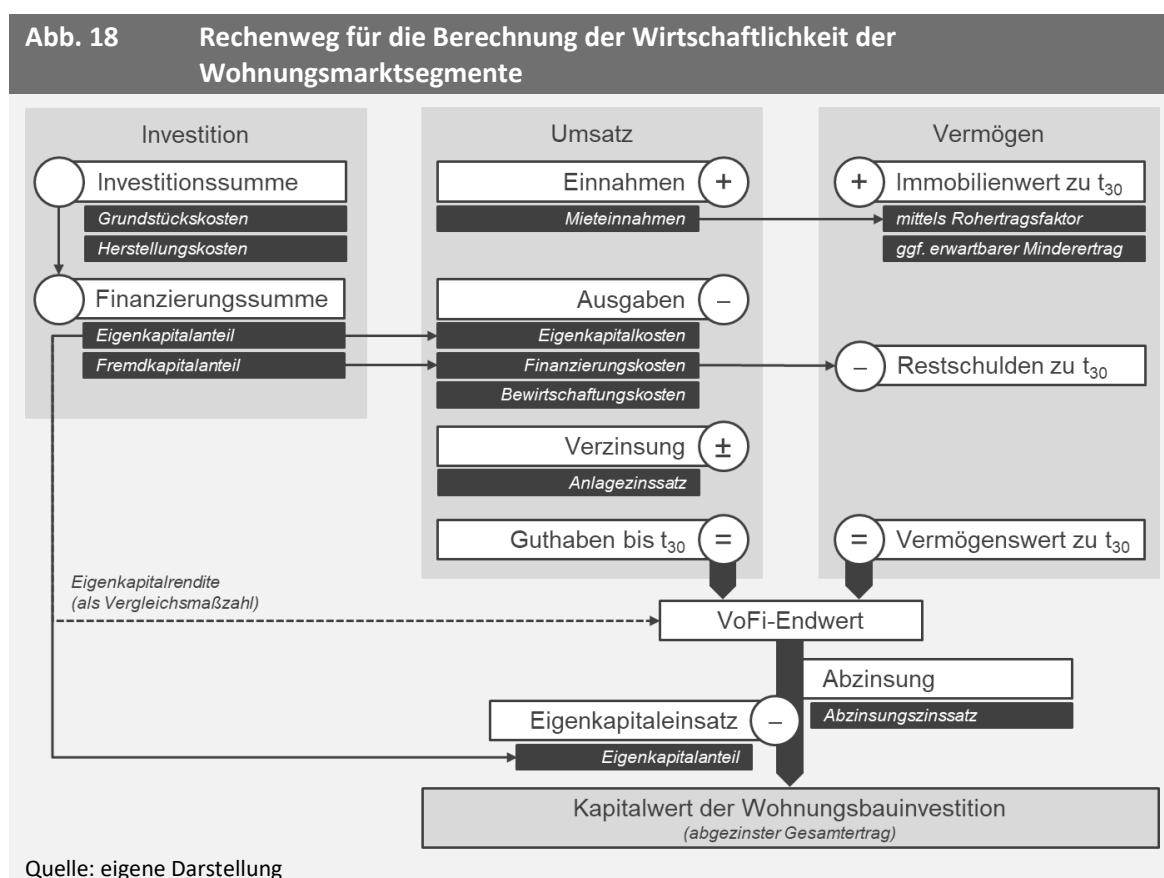 Abb. 18 Rechenweg für die Berechnung der Wirtschaftlichkeit der
Wohnungsmarktsegmente
Investition
Investitionssumme
Grundstückskosten
Herstellungskosten
Finanzierungssumme
Eigenkapitalanteil
Fremdkapitalanteil
Umsatz
Einnahmen +
Mieteinnahmen
Ausgaben –
Eigenkapitalkosten
Finanzierungskosten
Bewirtschaftungskosten
Verzinsung ±
Anlagezinssatz
Guthaben bis t30 =
Vermögen
+ Immobilienwert zu t30
mittels Rohertragsfaktor
ggf. erwartbarer Minderertrag
– Restschulden zu t30
= Vermögenswert zu t30
Eigenkapitalrendite
(als Vergleichsmaßzahl)
VoFi-Endwert
Abzinsung
Abzinsungszinssatz
Eigenkapitaleinsatz –
Eigenkapitalanteil
Kapitalwert der Wohnungsbauinvestition
(abgezinster Gesamtertrag)
Quelle: eigene Darstellung